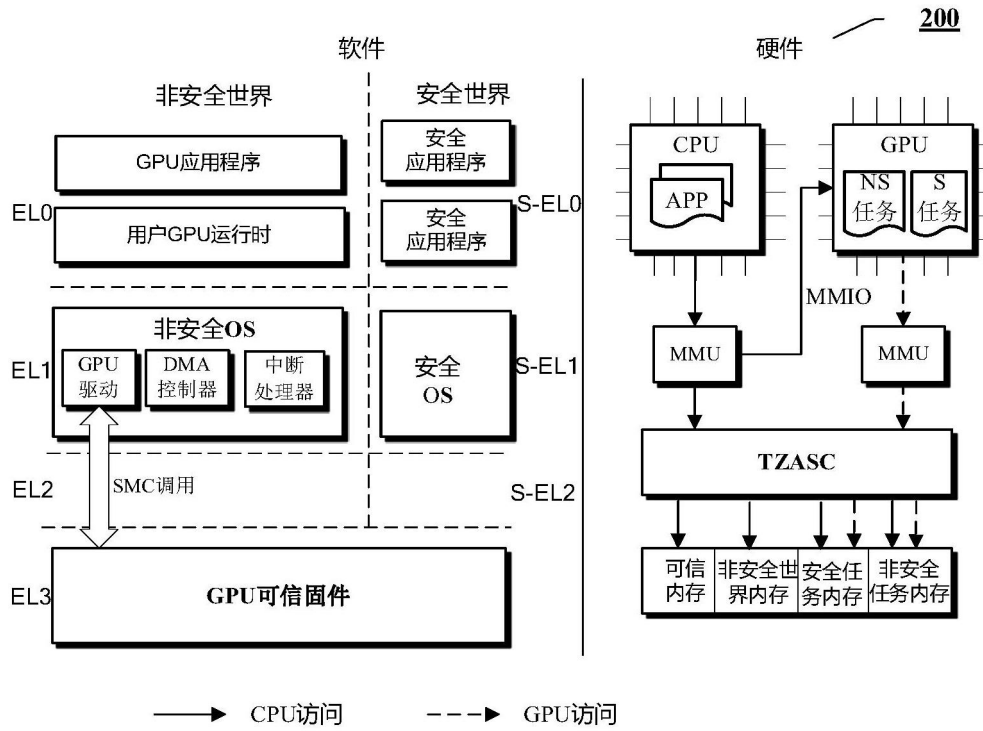 200
软件
硬件
非安全世界
安全世界
GPU应用程序
安全
应用程序
EL0
S-EL0
用户GPU运行时
安全
应用程序
CPU
APP
GPU
NS
任务
S
任务
MMIO
非安全OS
EL1
GPU
驱动
DMA
控制器
中断
处理器
安全
OS
S-EL1
MMU
MMU
EL2
SMC调用
S-EL2
TZASC
EL3
GPU可信固件
可信
内存
非安全世
界内存
安全任
务内存
非安全
任务内存
CPU访问
GPU访问